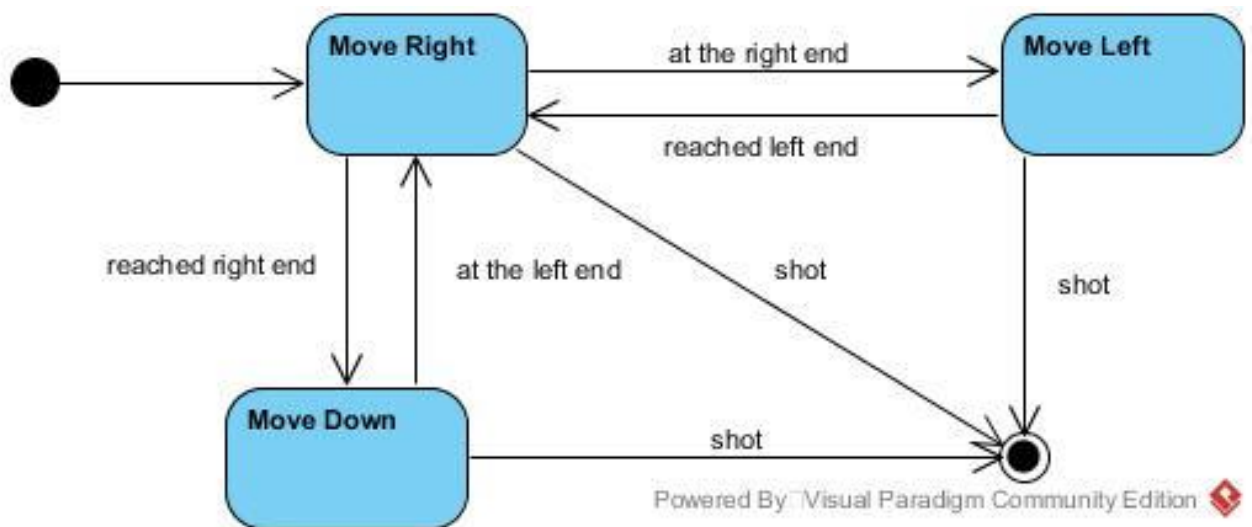 Move Right
Move Left
at the right end
reached left end
reached right end
at the left end
shot
shot
Move Down
shot
Powered By Visual Paradigm Community Edition